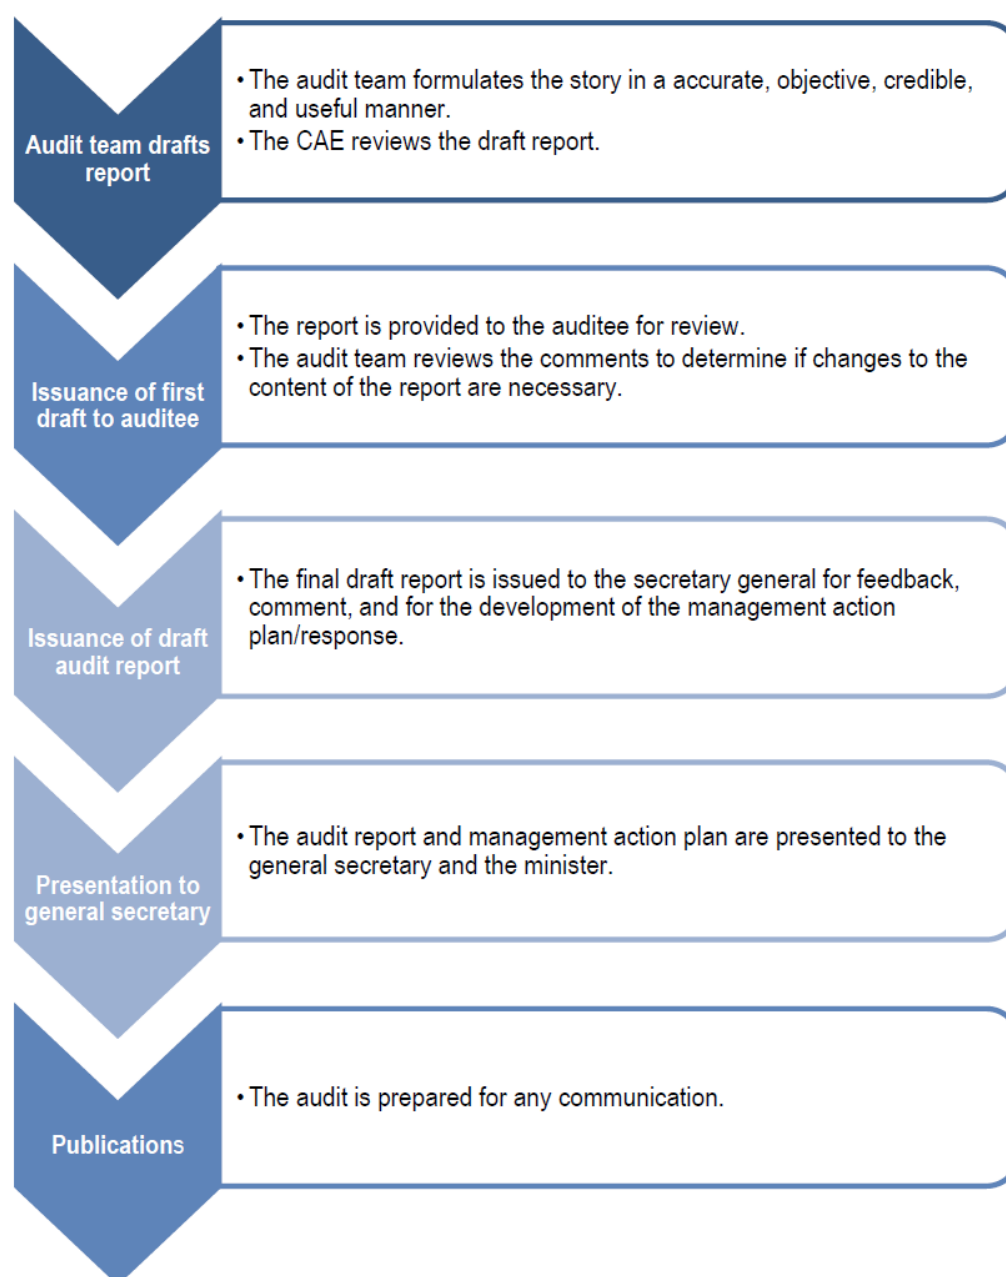 Audit team drafts
report
• The audit team formulates the story in a accurate, objective, credible,
and useful manner.
• The CAE reviews the draft report.
Issuance of first
draft to auditee
• The report is provided to the auditee for review.
• The audit team reviews the comments to determine if changes to the
content of the report are necessary.
Issuance of draft
audit report
• The final draft report is issued to the secretary general for feedback,
comment, and for the development of the management action
plan/response.
Presentation to
general secretary
• The audit report and management action plan are presented to the
general secretary and the minister.
Publications
• The audit is prepared for any communication.